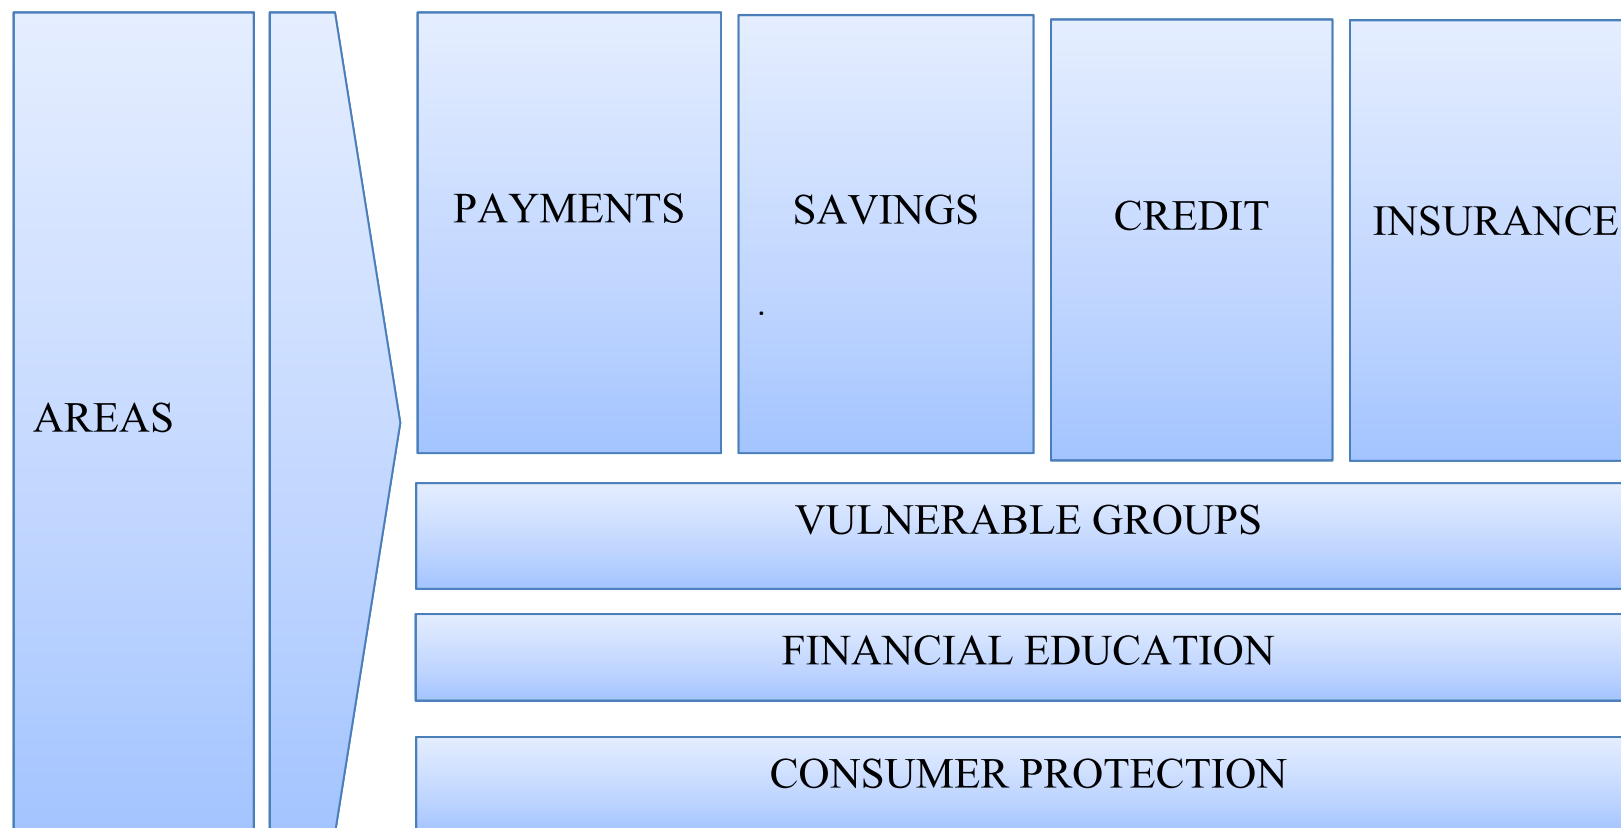 PAYMENTS
SAVINGS
CREDIT
INSURANCE
.
AREAS
VULNERABLE GROUPS
FINANCIAL EDUCATION
CONSUMER PROTECTION